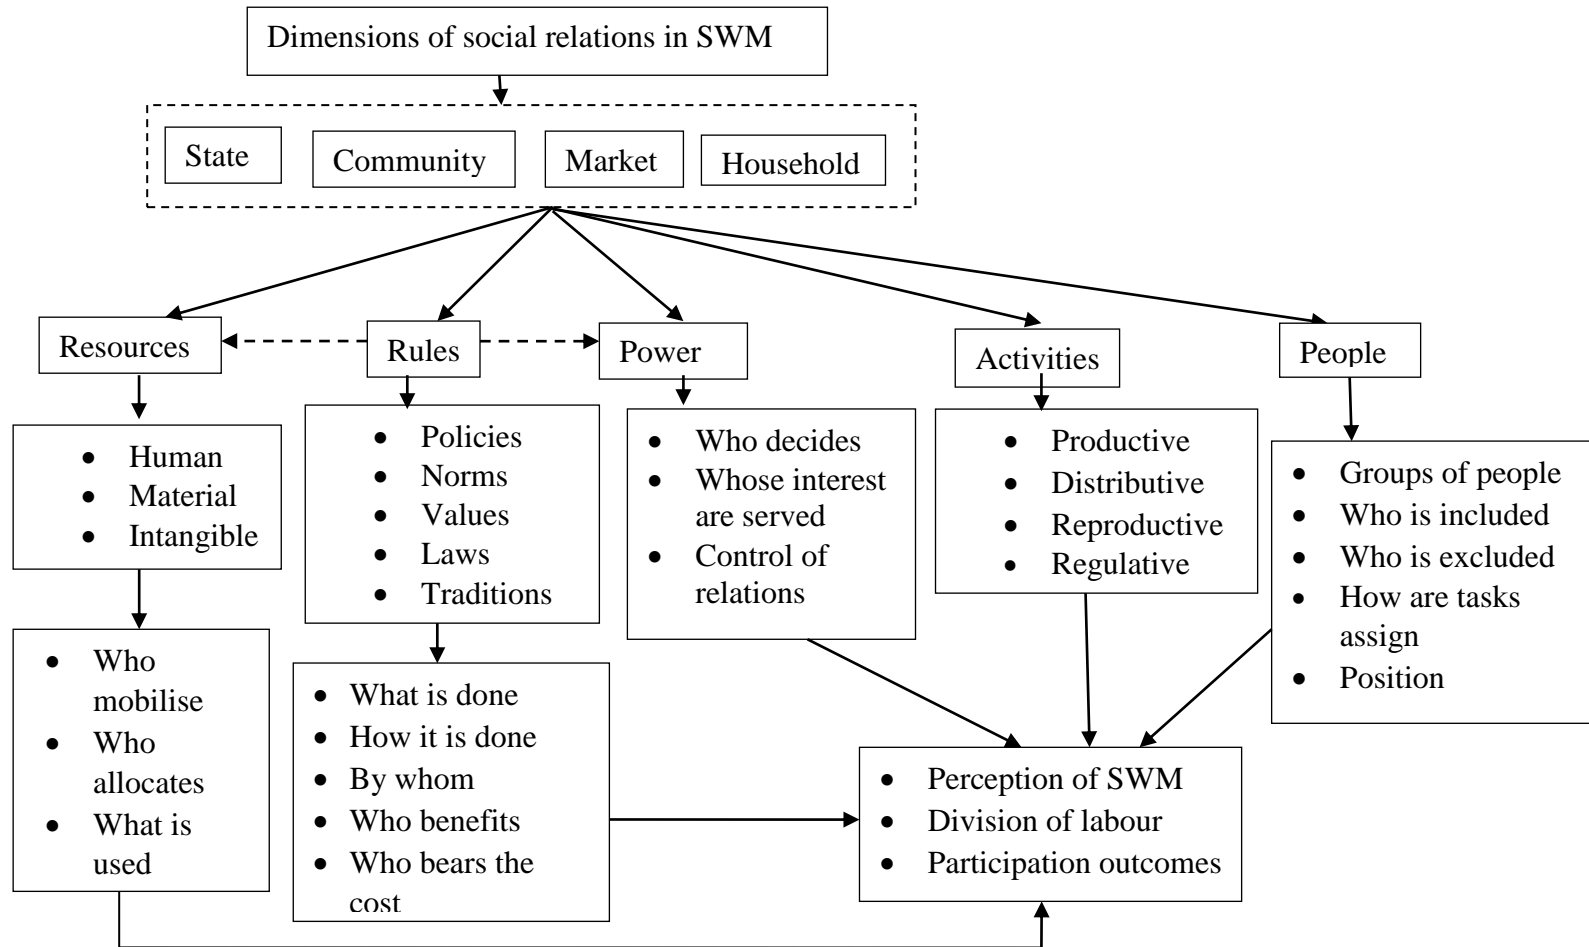 Dimensions of social relations in SWM
State
Community
Market
Household
Resources
Rules
Power
Activities
People
• Human
• Material
• Intangible
• Policies
• Norms
• Values
• Laws
• Traditions
• Who decides
• Whose interest
are served
• Control of
relations
• Productive
• Distributive
• Reproductive
• Regulative
• Groups of people
• Who is included
• Who is excluded
• How are tasks
assign
• Position
• Who
mobilise
• Who
allocates
• What is
used
• What is done
• How it is done
• By whom
• Who benefits
• Who bears the
cost
• Perception of SWM
• Division of labour
• Participation outcomes